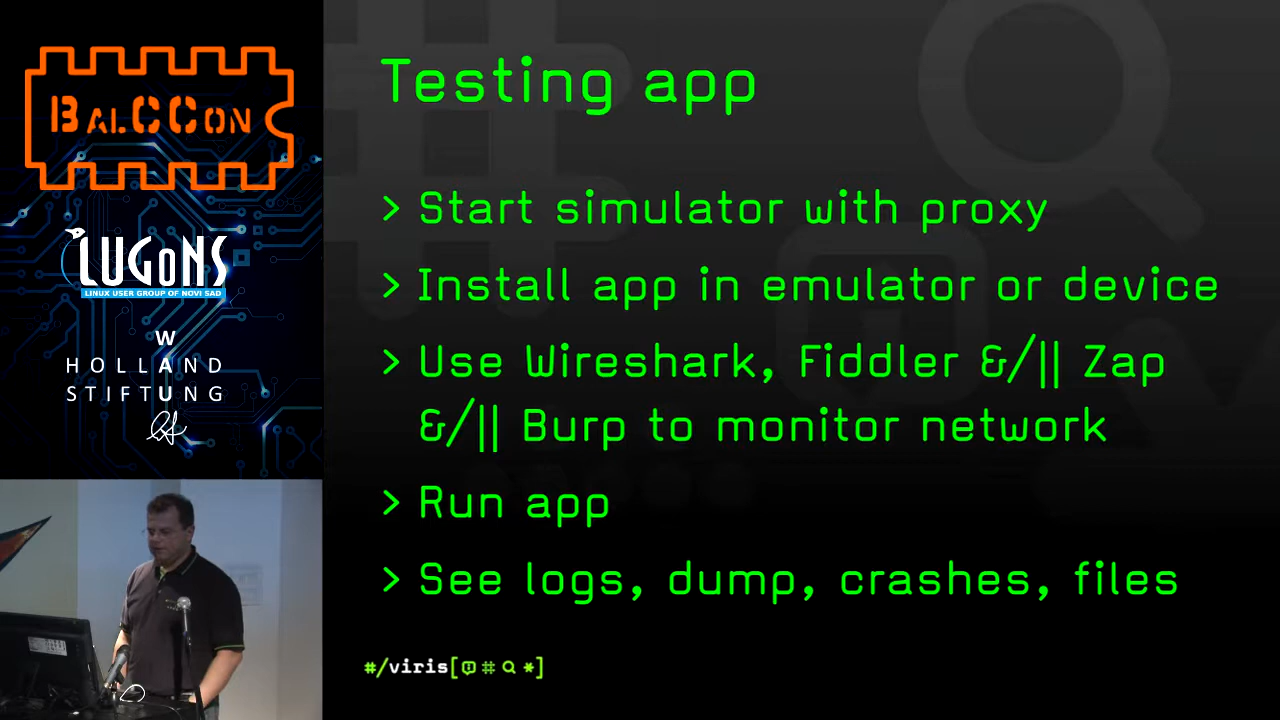 BALCCON
LUGoNS
LINUX USER GROUP OF NOVI SAD
W
HOLLAND
STIFTUNG
Testing app
> Start simulator with proxy
> Install app in emulator or device
> Use Wireshark, Fiddler &/|| Zap
&/|| Burp to monitor network
> Run app
> See logs, dump, crashes, files
#/viris[
#
*]